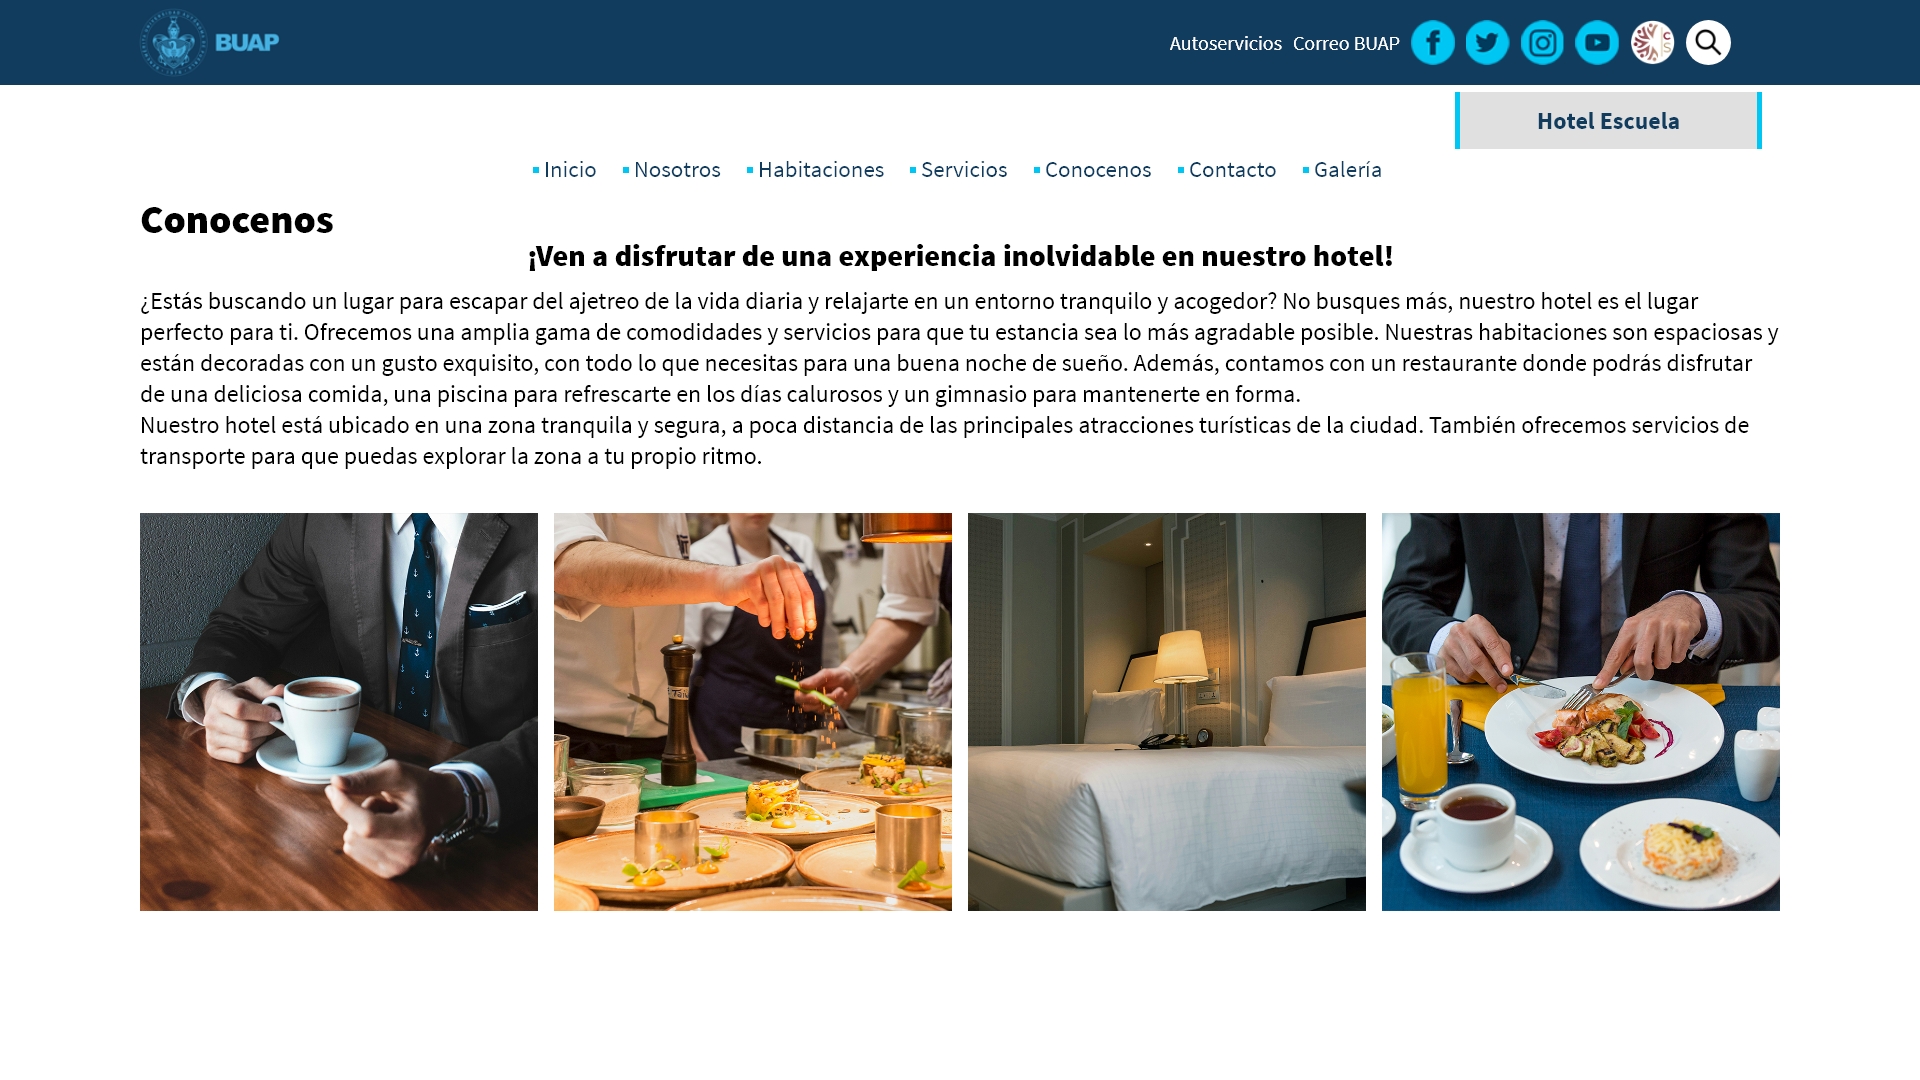 BUAP
Autoservicios Correo BUAP
Hotel Escuela
Inicio Nosotros Habitaciones Servicios Conocenos Contacto Galería
Conocenos
¡Ven a disfrutar de una experiencia inolvidable en nuestro hotel!
¿Estás buscando un lugar para escapar del ajetreo de la vida diaria y relajarte en un entorno tranquilo y acogedor? No busques más, nuestro hotel es el lugar
perfecto para ti. Ofrecemos una amplia gama de comodidades y servicios para que tu estancia sea lo más agradable posible. Nuestras habitaciones son espaciosas y
están decoradas con un gusto exquisito, con todo lo que necesitas para una buena noche de sueño. Además, contamos con un restaurante donde podrás disfrutar
de una deliciosa comida, una piscina para refrescarte en los días calurosos y un gimnasio para mantenerte en forma.
Nuestro hotel está ubicado en una zona tranquila y segura, a poca distancia de las principales atracciones turísticas de la ciudad. También ofrecemos servicios de
transporte para que puedas explorar la zona a tu propio ritmo.